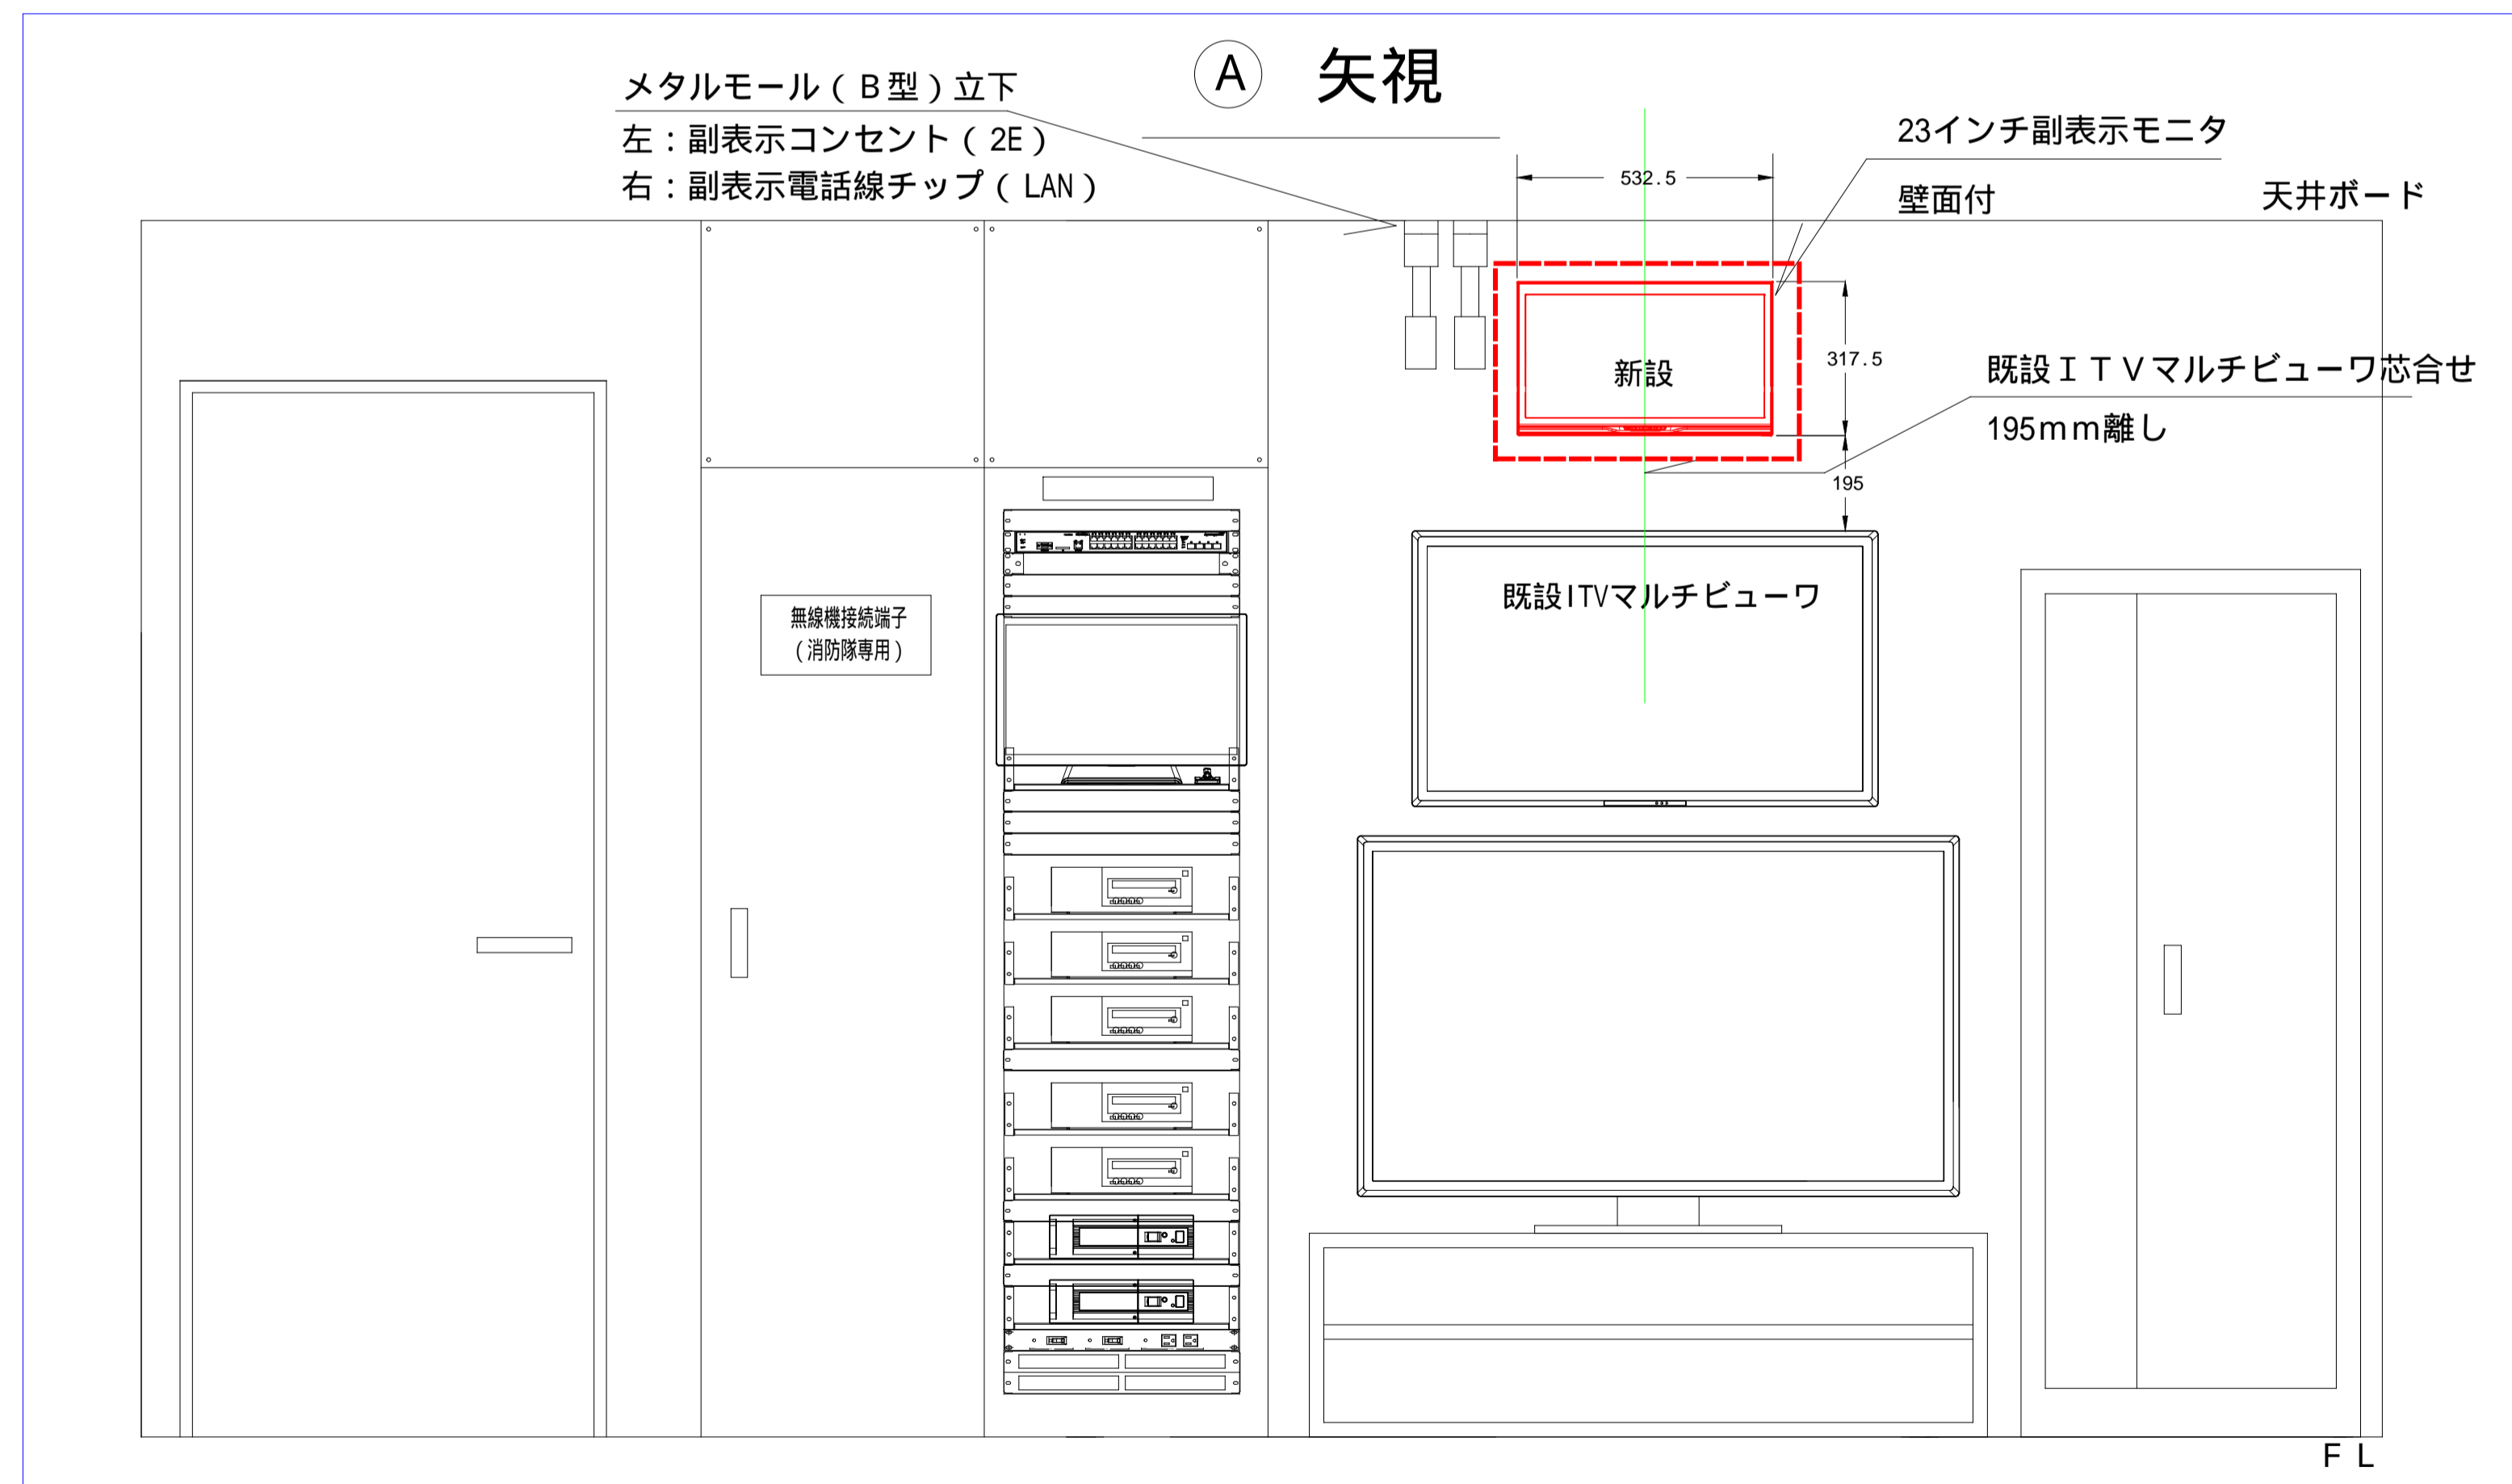 Ⓐ 矢視
メタルモール（Ｂ型）立下
左：副表示コンセント（2E）
右：副表示電話線チップ（LAN）
23インチ副表示モニタ
壁面付
天井ボード
532.5
317.5
新設
既設ＩＴＶマルチビューワ芯合せ
195ｍｍ離し
195
既設ITVマルチビューワ
無線機接続端子
（消防隊専用）
ＦＬ